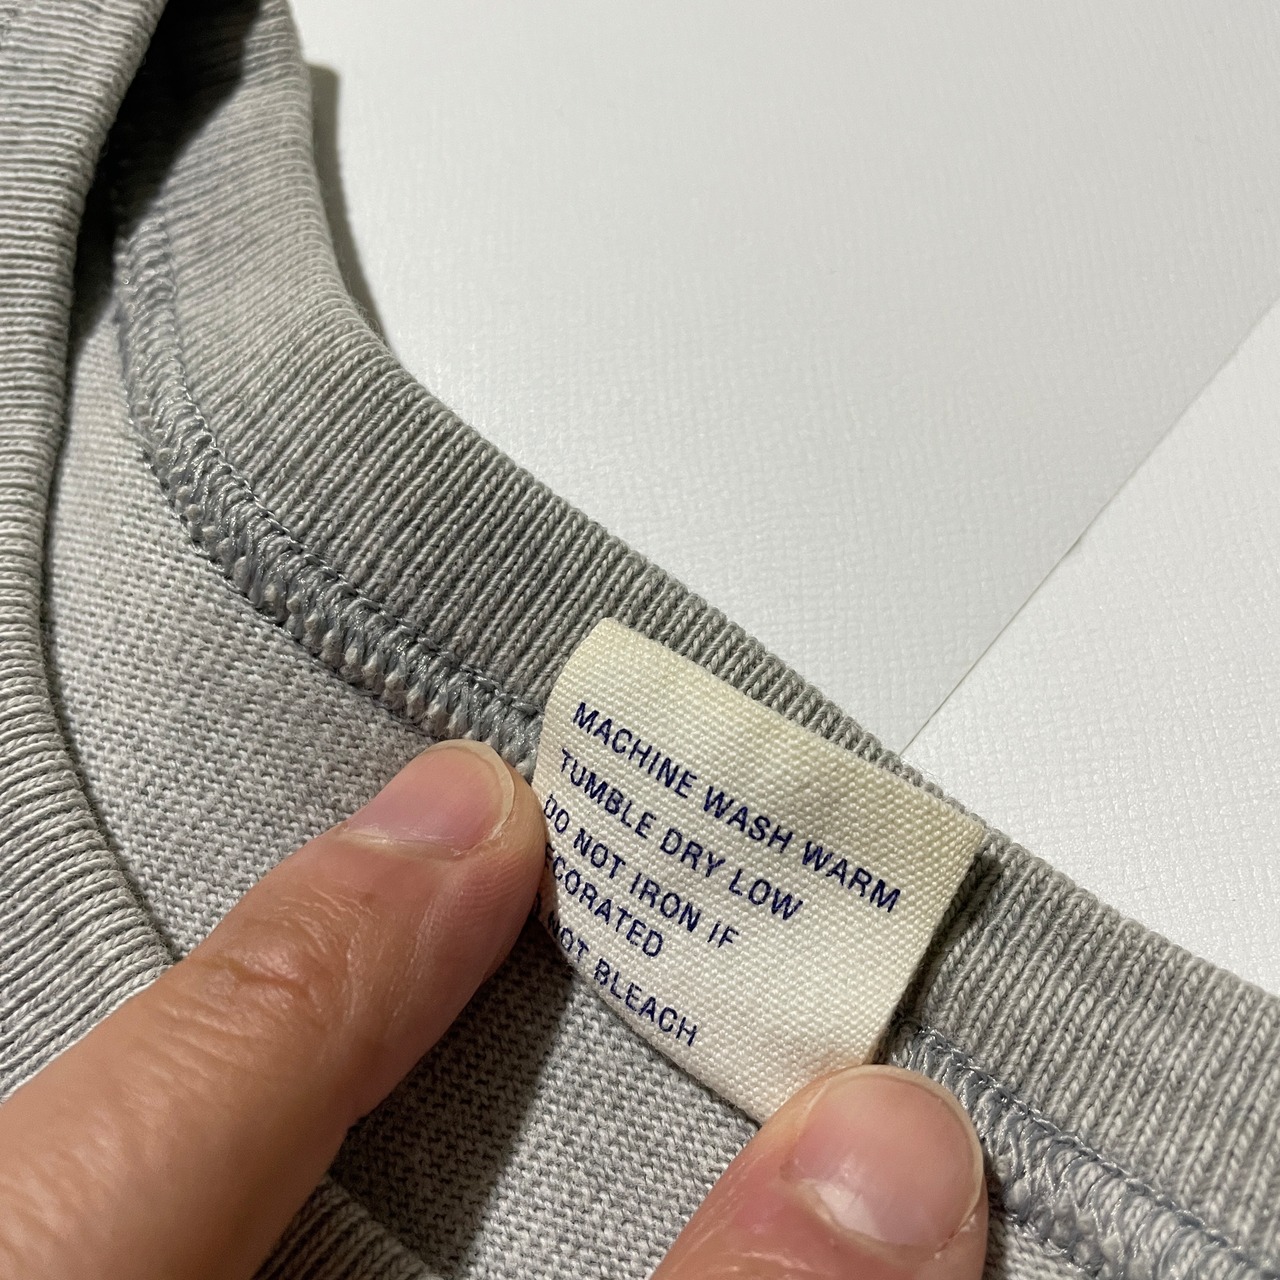 MACHINE WASH WARM
TUMBLE DRY LOW
DO NOT IRON IF
ECORATED
NOT BLEACH